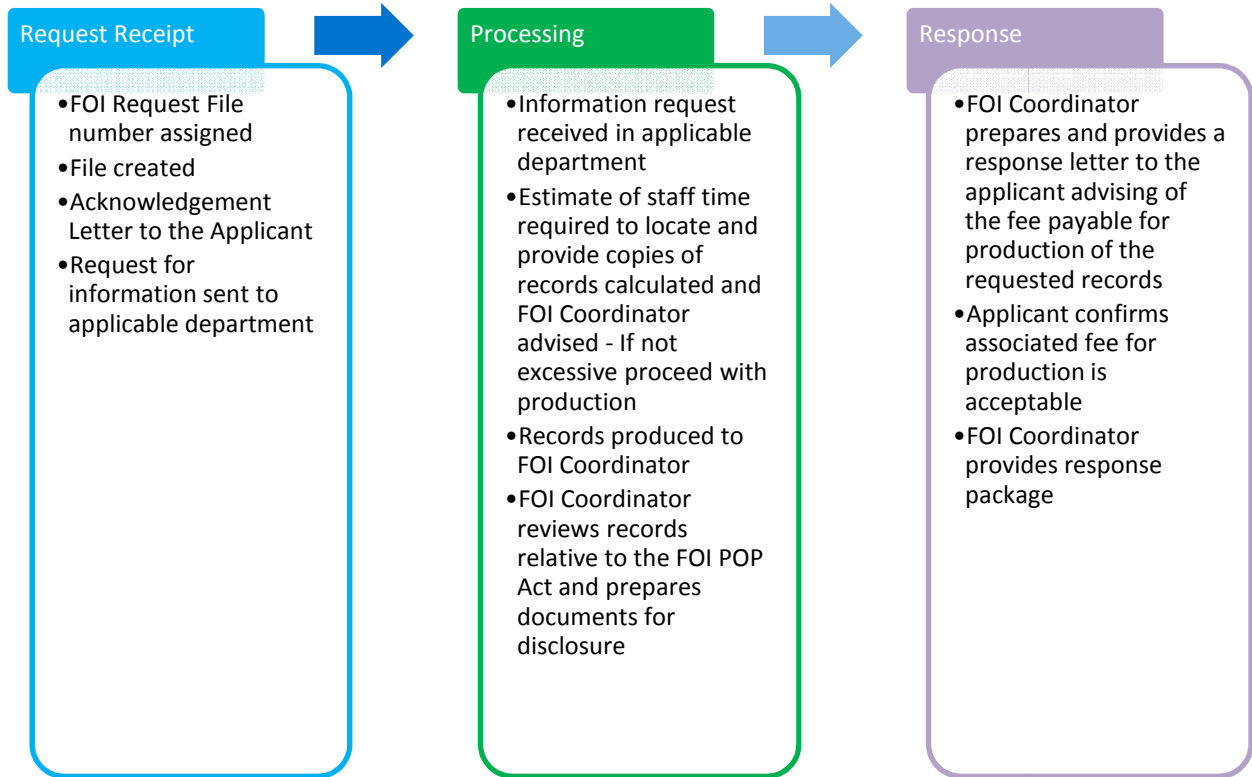 Request Receipt
•FOI Request File
number assigned
•File created
•Acknowledgement
Letter to the Applicant
•Request for
information sent to
applicable department
Processing
•Information request
received in applicable
department
•Estimate of staff time
required to locate and
provide copies of
records calculated and
FOI Coordinator
advised - If not
excessive proceed with
production
•Records produced to
FOI Coordinator
•FOI Coordinator
reviews records
relative to the FOI POP
Act and prepares
documents for
disclosure
Response
•FOI Coordinator
prepares and provides a
response letter to the
applicant advising of
the fee payable for
production of the
requested records
•Applicant confirms
associated fee for
production is
acceptable
•FOI Coordinator
provides response
package